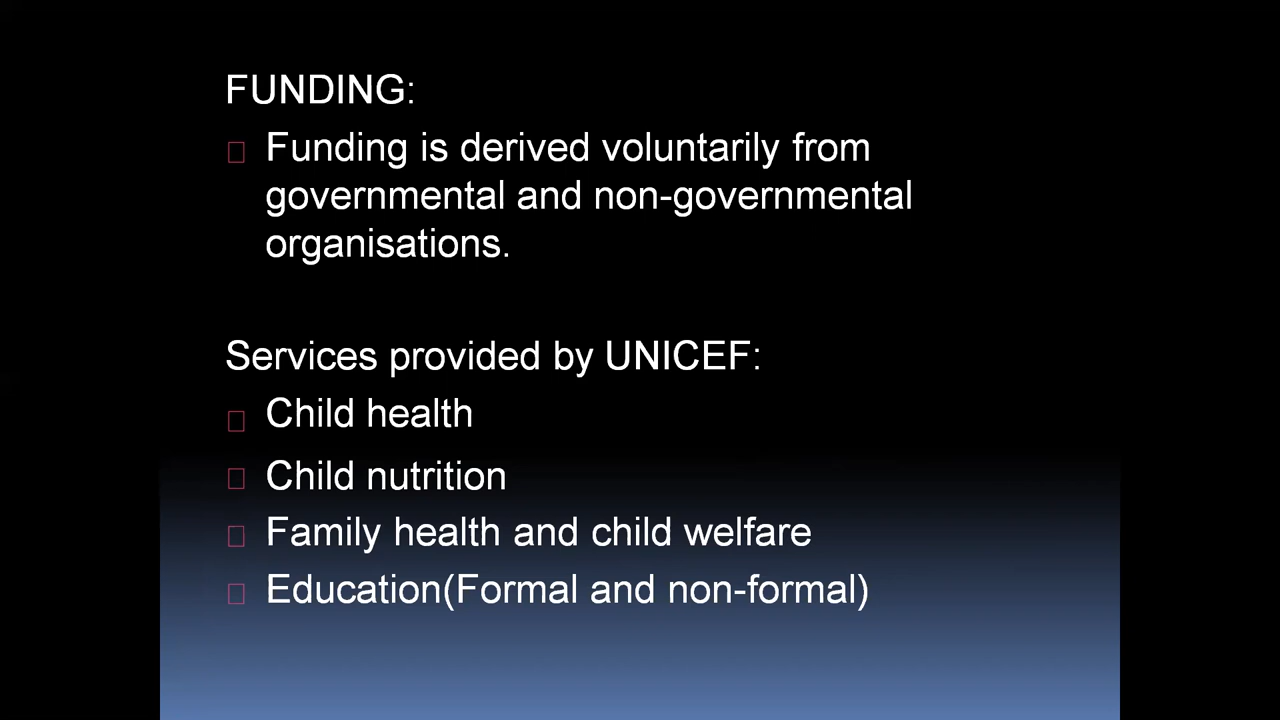 FUNDING:
Funding is derived voluntarily from
governmental and non-governmental
organisations.
Services provided by UNICEF:
Child health
Child nutrition
Family health and child welfare
Education(Formal and non-formal)